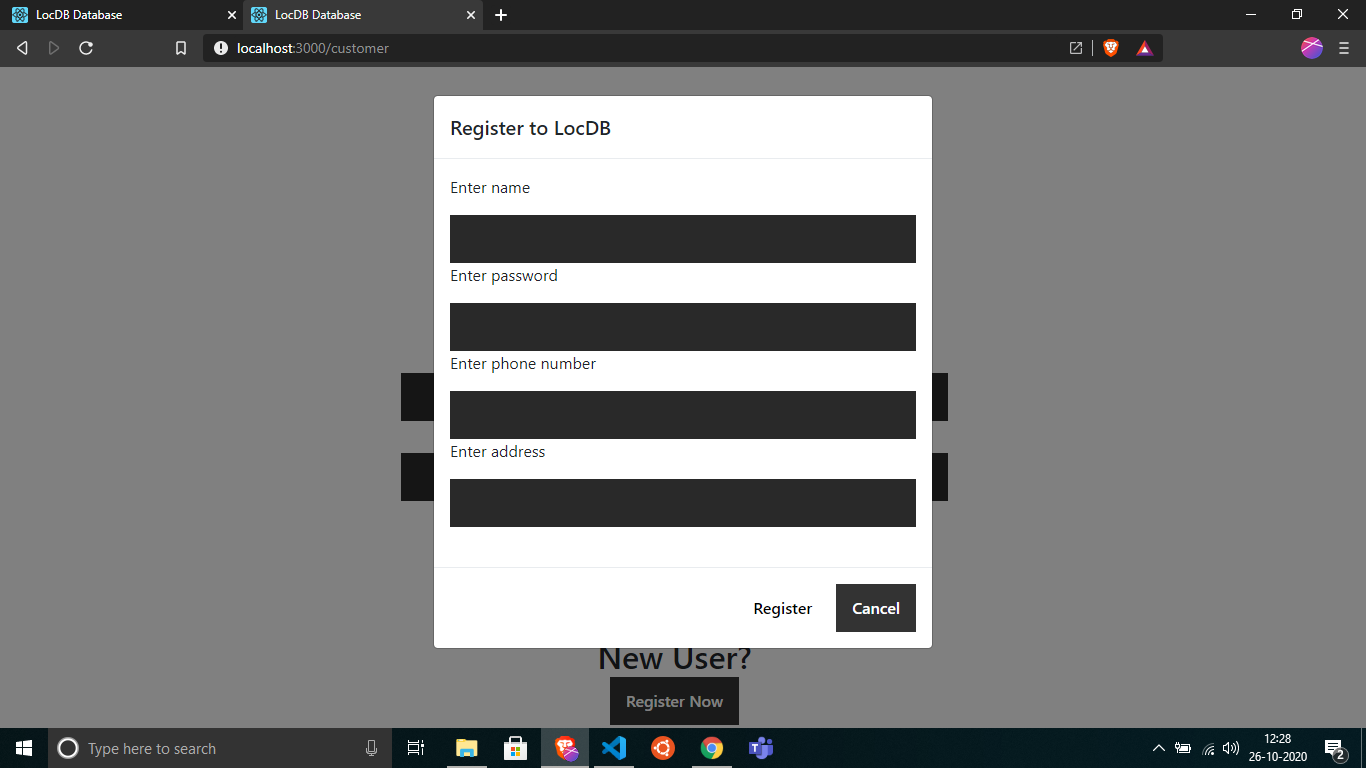 LocDB Database
LocDB Database
localhost:3000/customer
Register to LocDB
Enter name
Enter password
Enter phone number
Enter address
Register
Cancel
New User?
Register Now
Type here to search
12:28
26-10-2020
2